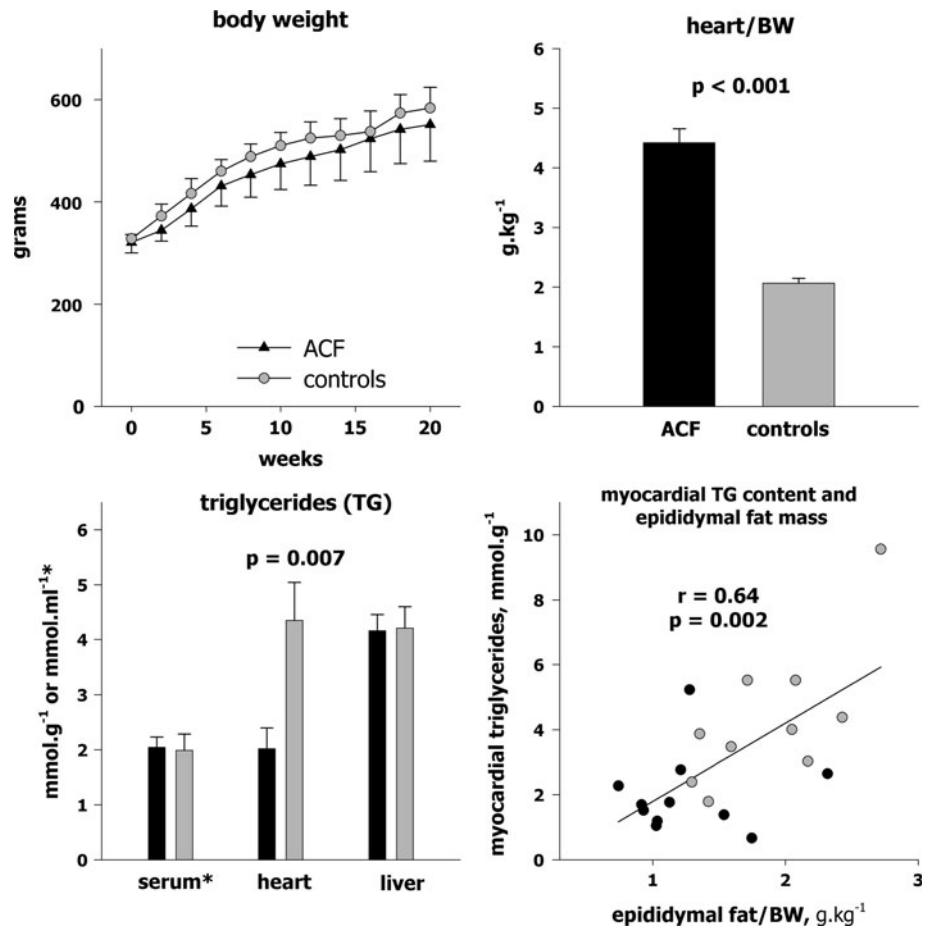 body weight
600
400
200
0
grams
ACF
controls
0 5 10 15 20
weeks
heart/BW
p < 0.001
6
5
4
3
2
1
0
g.kg⁻¹
ACF controls
triglycerides (TG)
p = 0.007
6
5
4
3
2
1
0
mmol.g⁻¹ or mmol.ml⁻¹*
serum* heart liver
myocardial TG content and
epididymal fat mass
r = 0.64
p = 0.002
10
8
6
4
2
0
myocardial triglycerides, mmol.g⁻¹
1 2 3
epididymal fat/BW, g.kg⁻¹